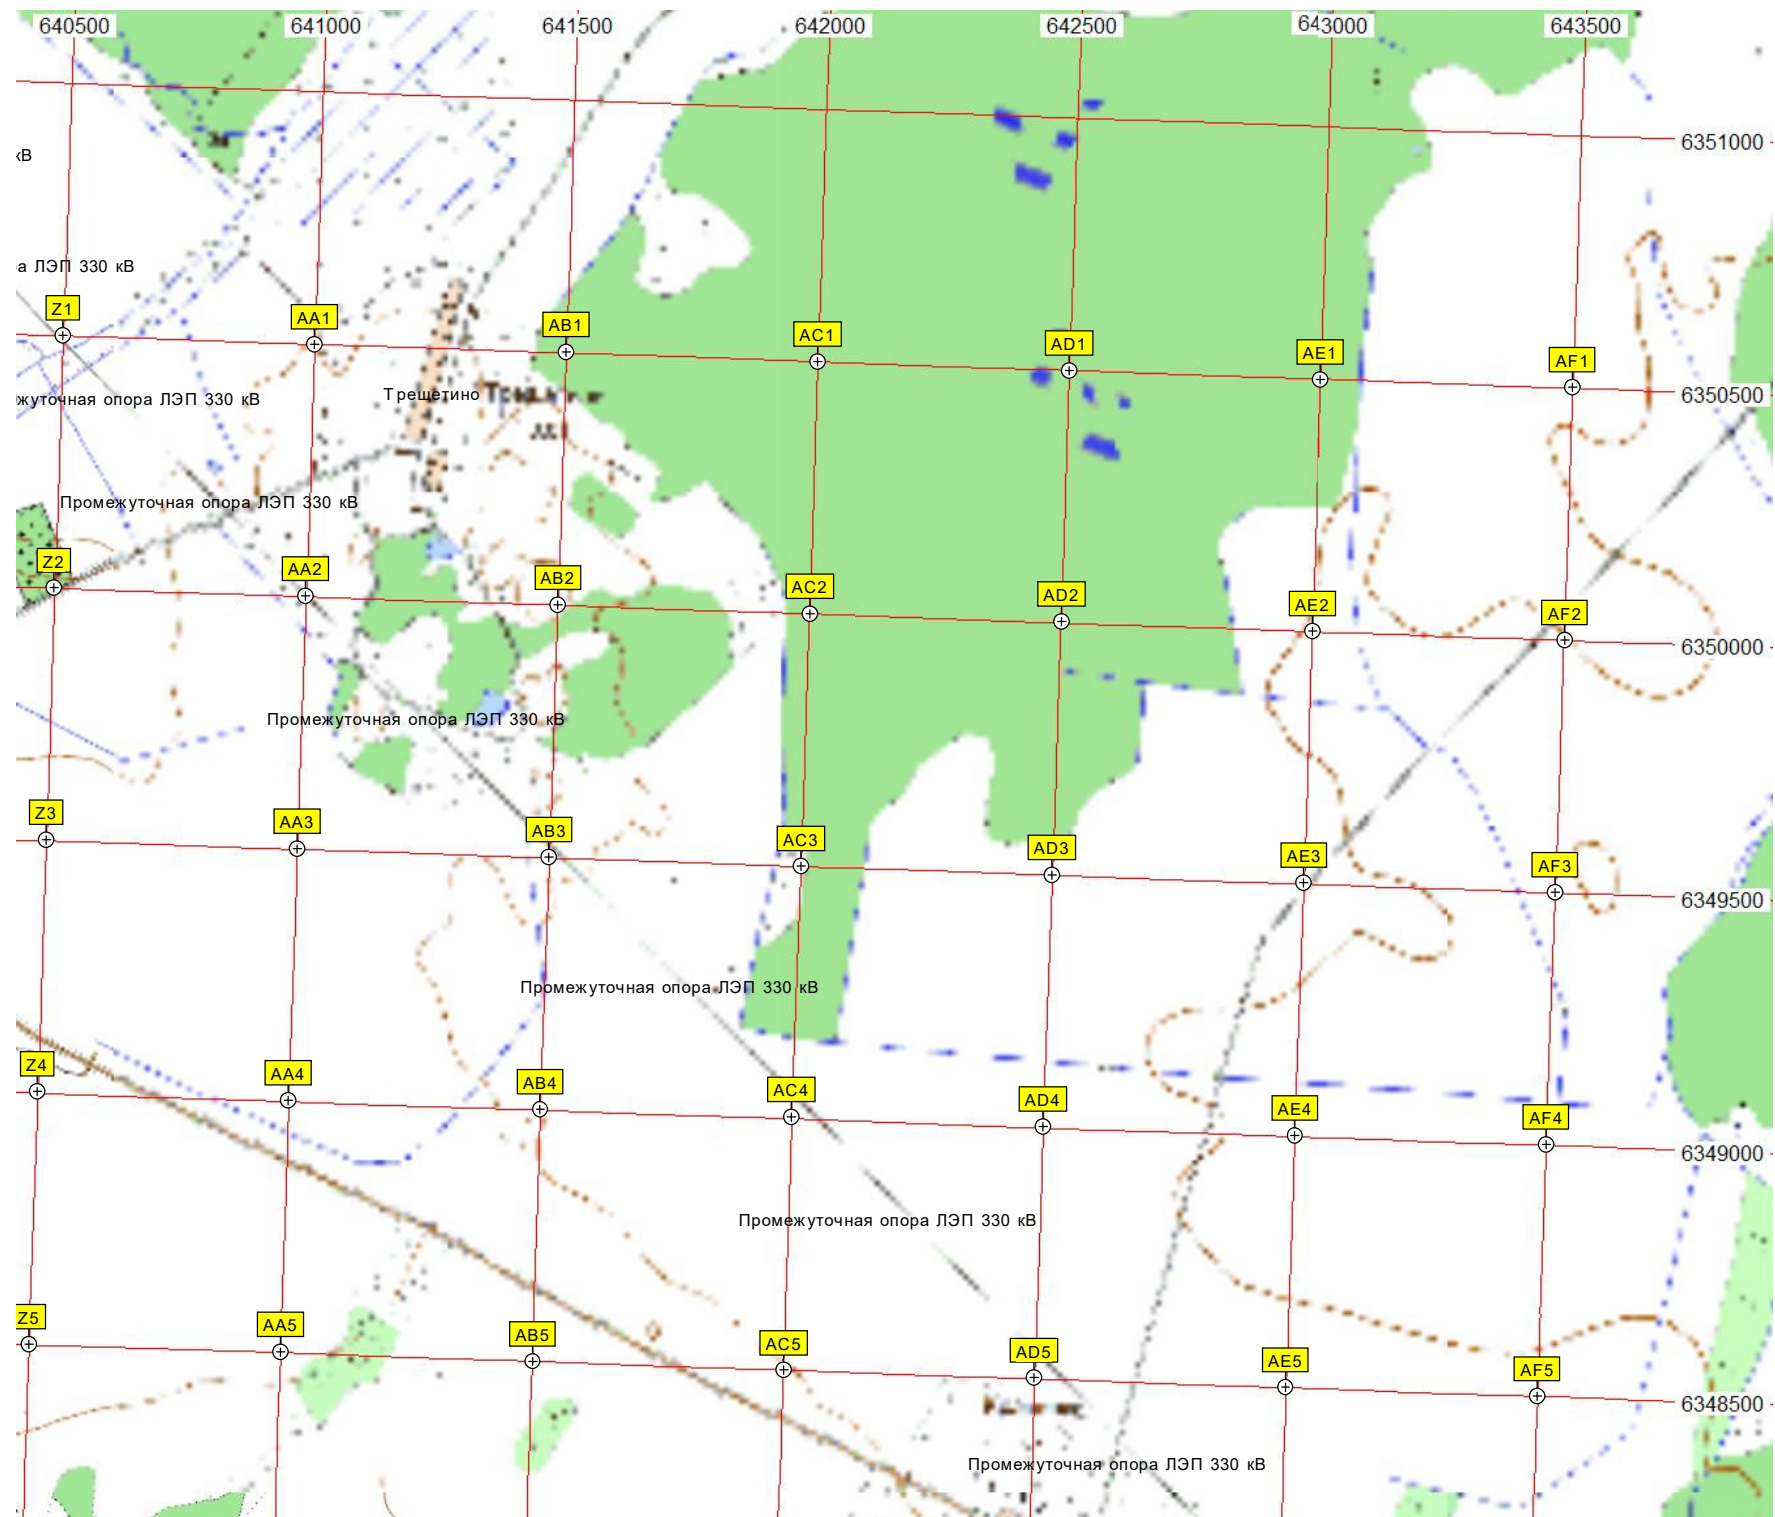 640500 641000 641500 642000 642500 643000 643500
6351000
кВ
ра ЛЭП 330 кВ
Z1 AA1 AB1 AC1 AD1 AE1 AF1
6350500
жуточная опора ЛЭП 330 кВ
Трещетино
Промежуточная опора ЛЭП 330 кВ
Z2 AA2 AB2 AC2 AD2 AE2 AF2
6350000
Промежуточная опора ЛЭП 330 кВ
Z3 AA3 AB3 AC3 AD3 AE3 AF3
6349500
Промежуточная опора ЛЭП 330 кВ
Z4 AA4 AB4 AC4 AD4 AE4 AF4
6349000
Промежуточная опора ЛЭП 330 кВ
Z5 AA5 AB5 AC5 AD5 AE5 AF5
6348500
Промежуточная опора ЛЭП 330 кВ